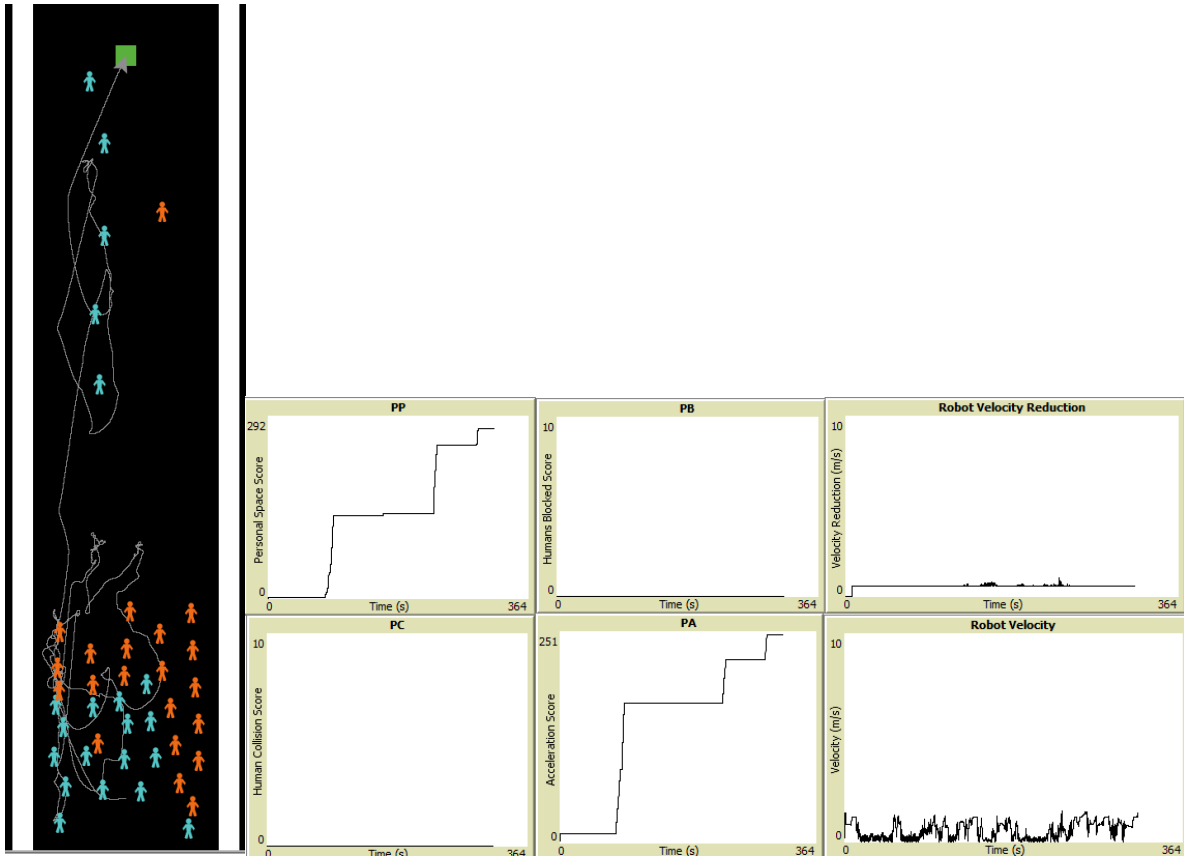 PP
292
Personal Space Score
0
0
Time (s)
364
PB
10
Humans Blocked Score
0
0
Time (s)
364
Robot Velocity Reduction
10
Velocity Reduction (m/s)
0
0
Time (s)
364
PC
10
Human Collision Score
0
0
Time (s)
364
PA
251
Acceleration Score
0
0
Time (s)
364
Robot Velocity
10
Velocity (m/s)
0
0
Time (s)
364